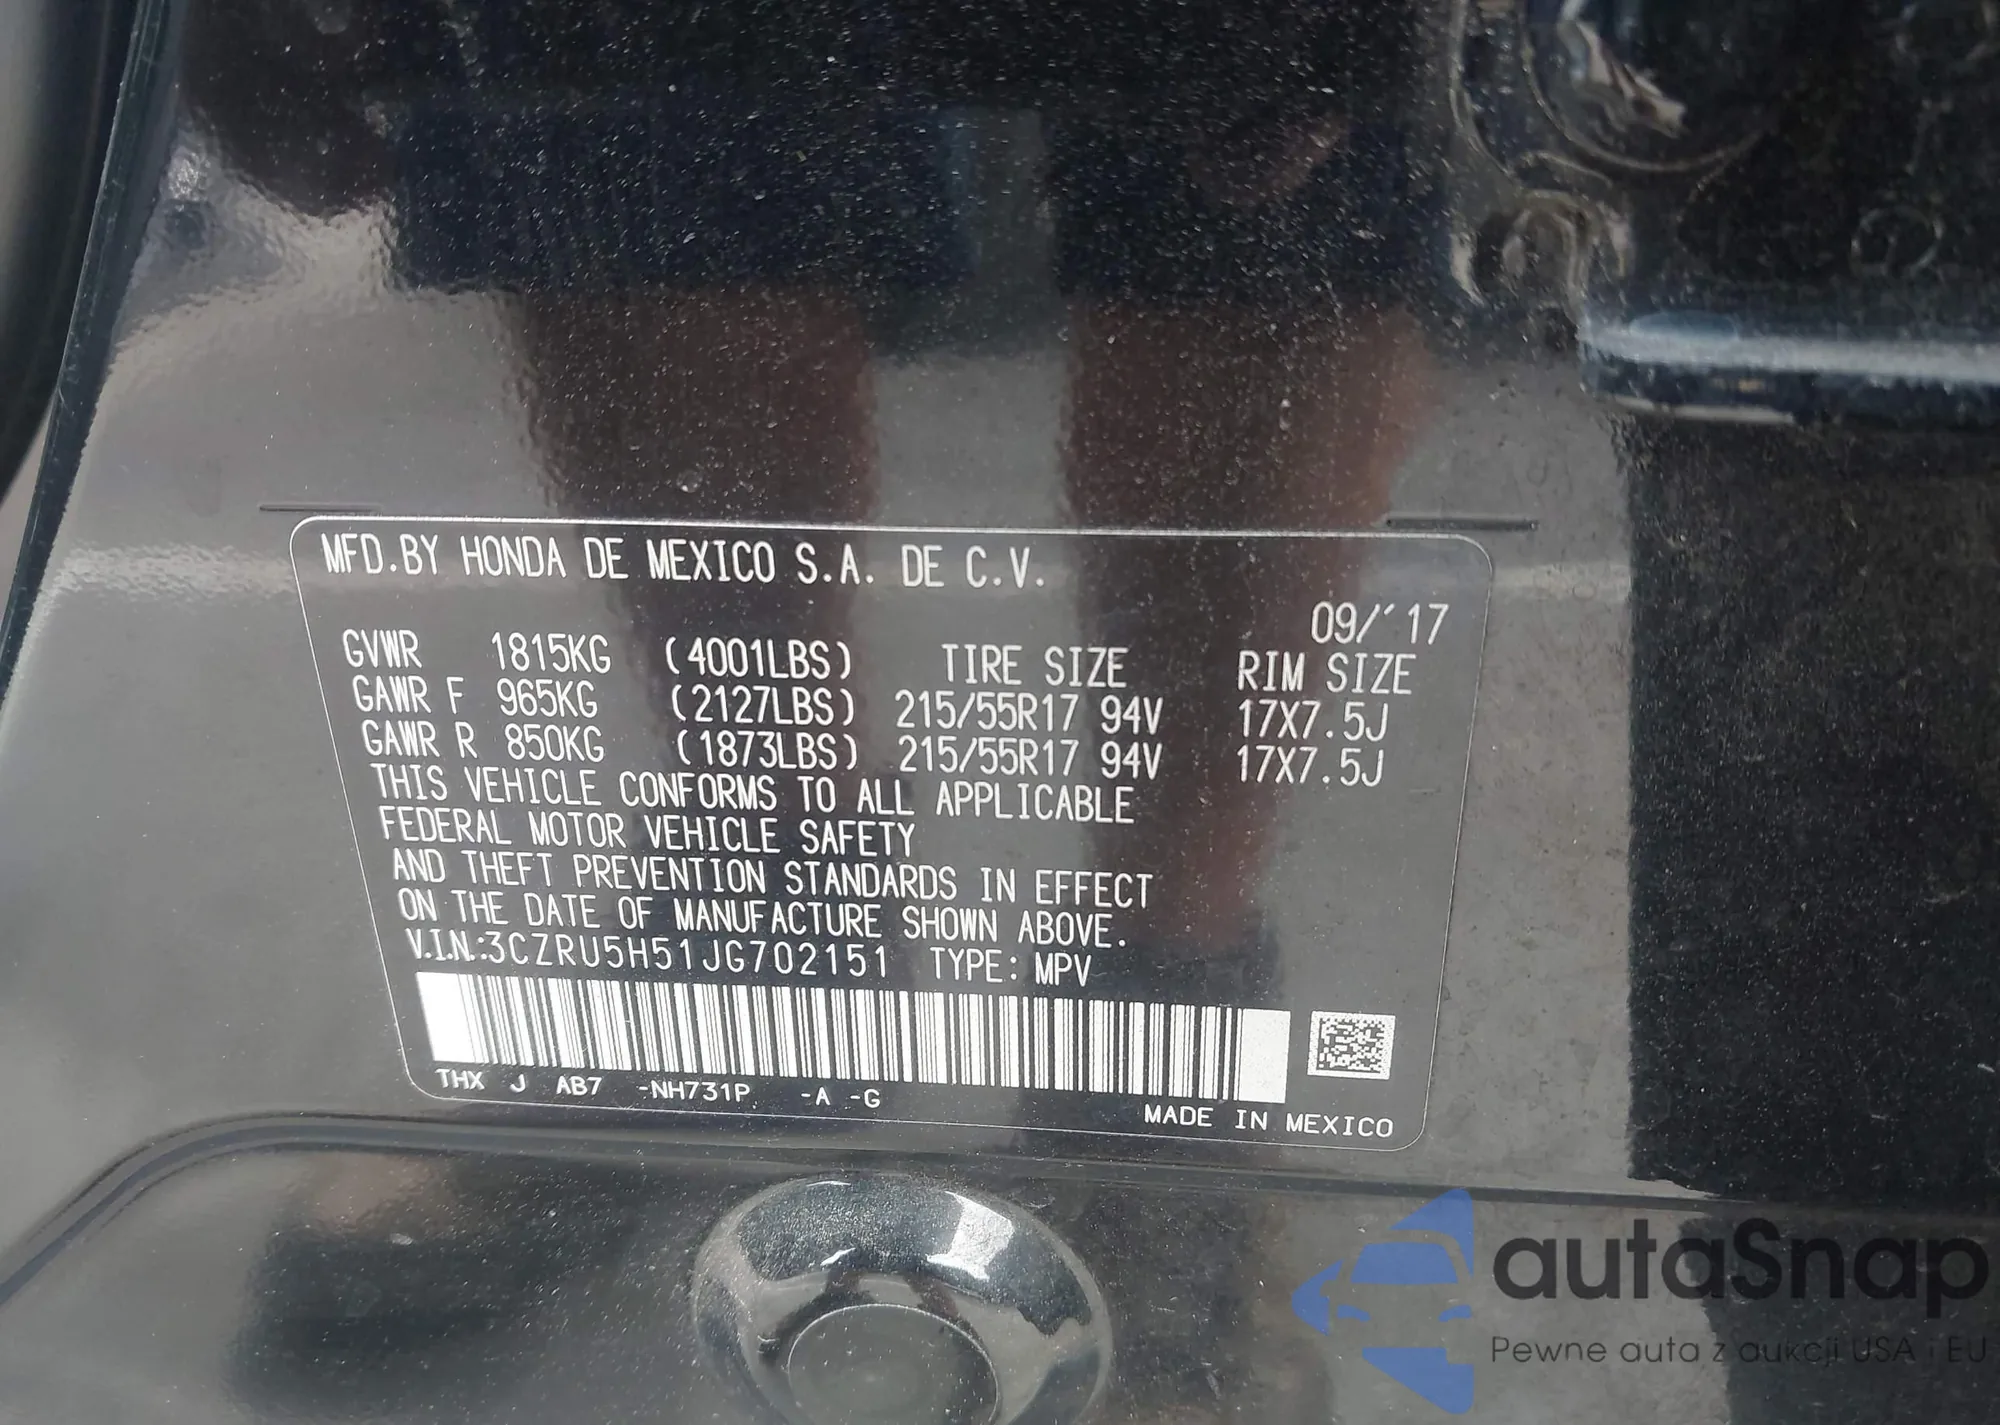 MFD.BY HONDA DE MEXICO S.A. DE C.V.
09/'17
GVWR 1815KG (4001LBS) TIRE SIZE RIM SIZE
GAWR F 965KG (2127LBS) 215/55R17 94V 17X7.5J
GAWR R 850KG (1873LBS) 215/55R17 94V 17X7.5J
THIS VEHICLE CONFORMS TO ALL APPLICABLE
FEDERAL MOTOR VEHICLE SAFETY
AND THEFT PREVENTION STANDARDS IN EFFECT
ON THE DATE OF MANUFACTURE SHOWN ABOVE.
V.I.N.:3CZRU5H51JG702151 TYPE: MPV
THX J AB7 -NH731P -A -G
MADE IN MEXICO
autaSnap
Pewne auta z aukcji USA i EU